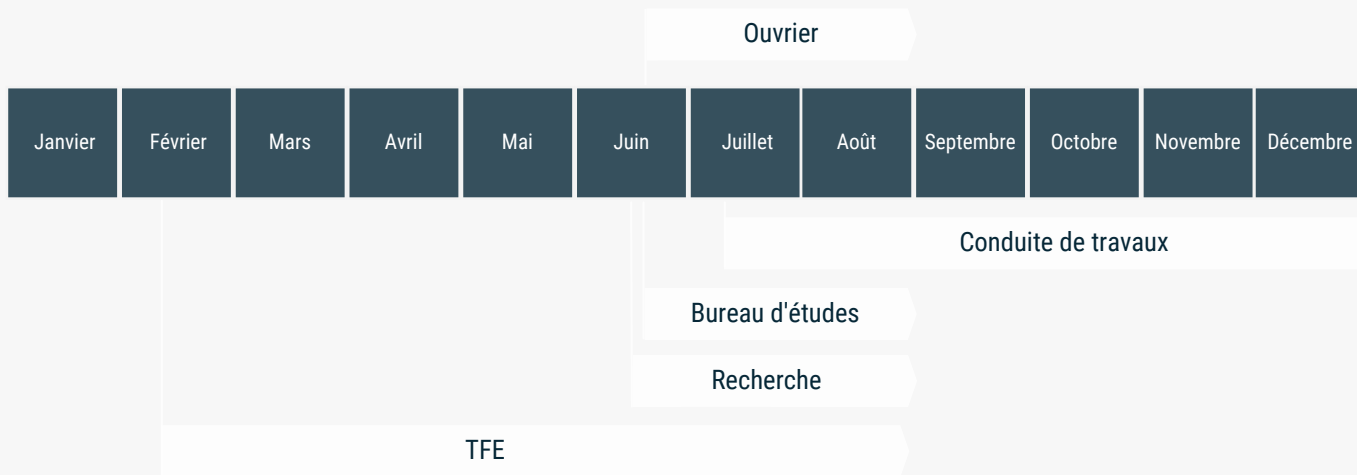 Ouvrier
Janvier Février Mars Avril Mai Juin Juillet Août Septembre Octobre Novembre Décembre
Conduite de travaux
Bureau d'études
Recherche
TFE